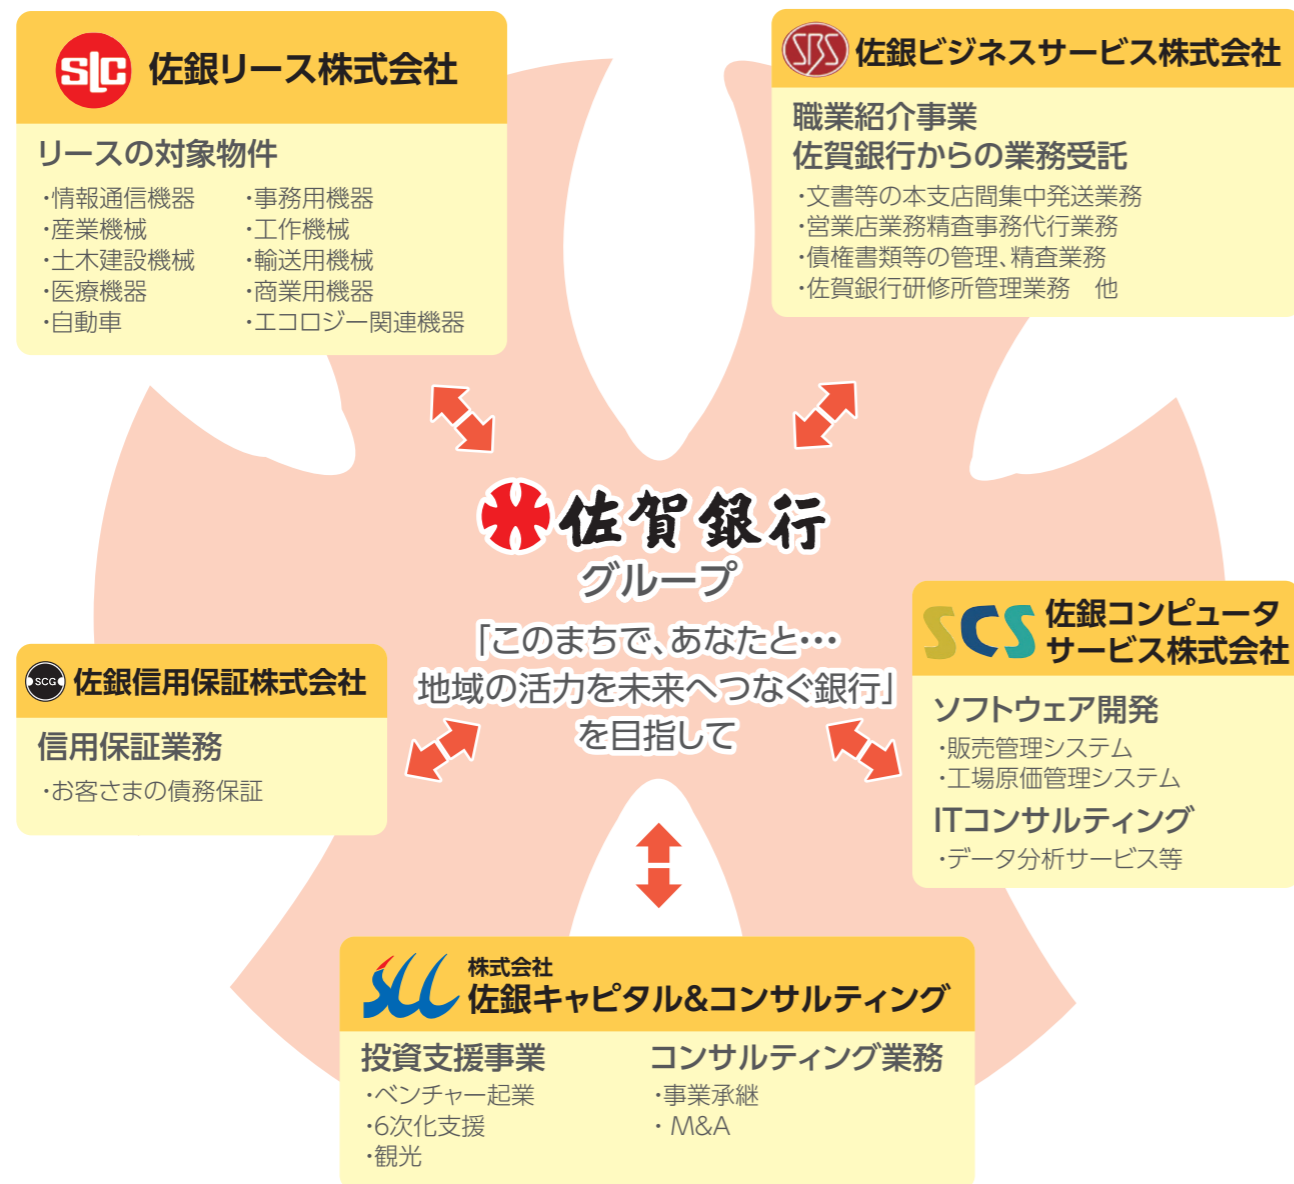 SLC 佐銀リース株式会社
リースの対象物件
・情報通信機器
・産業機械
・土木建設機械
・医療機器
・自動車
・事務用機器
・工作機械
・輸送用機械
・商業用機器
・エコロジー関連機器
SBS 佐銀ビジネスサービス株式会社
職業紹介事業
佐賀銀行からの業務受託
・文書等の本支店間集中発送業務
・営業店業務精査事務代行業務
・債権書類等の管理、精査業務
・佐賀銀行研修所管理業務　他
佐賀銀行
グループ
「このまちで、あなたと…
地域の活力を未来へつなぐ銀行」
を目指して
SCG 佐銀信用保証株式会社
信用保証業務
・お客さまの債務保証
SCS 佐銀コンピュータ
サービス株式会社
ソフトウェア開発
・販売管理システム
・工場原価管理システム
ITコンサルティング
・データ分析サービス等
SCC 株式会社
佐銀キャピタル&コンサルティング
投資支援事業
・ベンチャー起業
・6次化支援
・観光
コンサルティング業務
・事業承継
・M&A